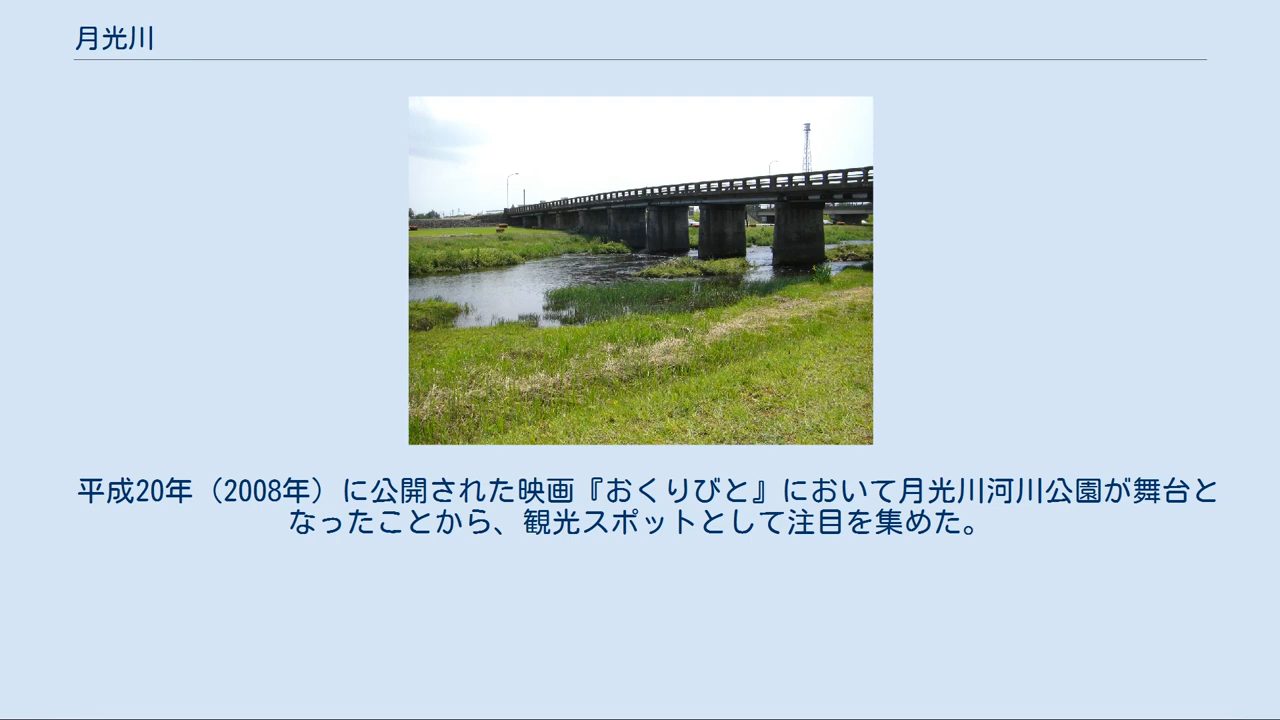 月光川
平成20年（2008年）に公開された映画『おくりびと』において月光川河川公園が舞台と
なったことから、観光スポットとして注目を集めた。